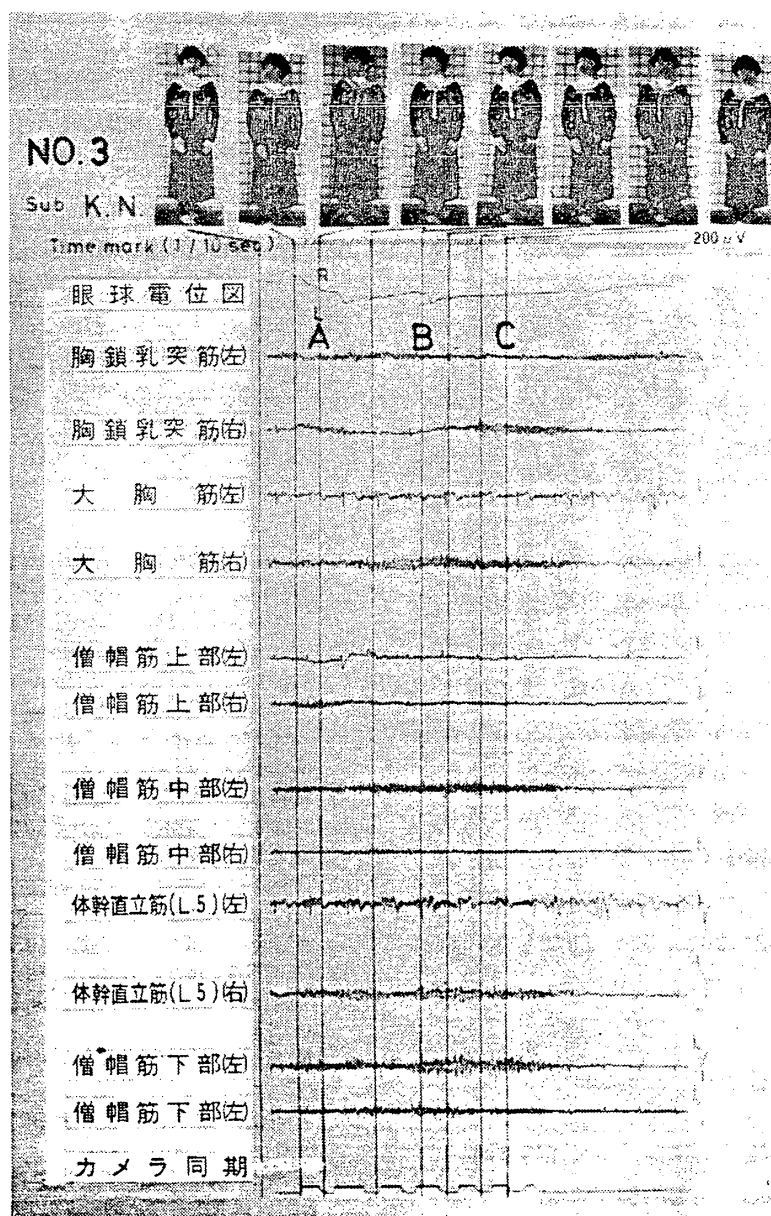 NO.3
Sub K.N.
Time mark (1/10 sec)
200μV
眼球電位図
R
L
A B C
胸鎖乳突筋(左)
胸鎖乳突筋(右)
大胸筋(左)
大胸筋(右)
僧帽筋上部(左)
僧帽筋上部(右)
僧帽筋中部(左)
僧帽筋中部(右)
体幹直立筋(L.5)(左)
体幹直立筋(L5)(右)
僧帽筋下部(左)
僧帽筋下部(左)
カメラ同期